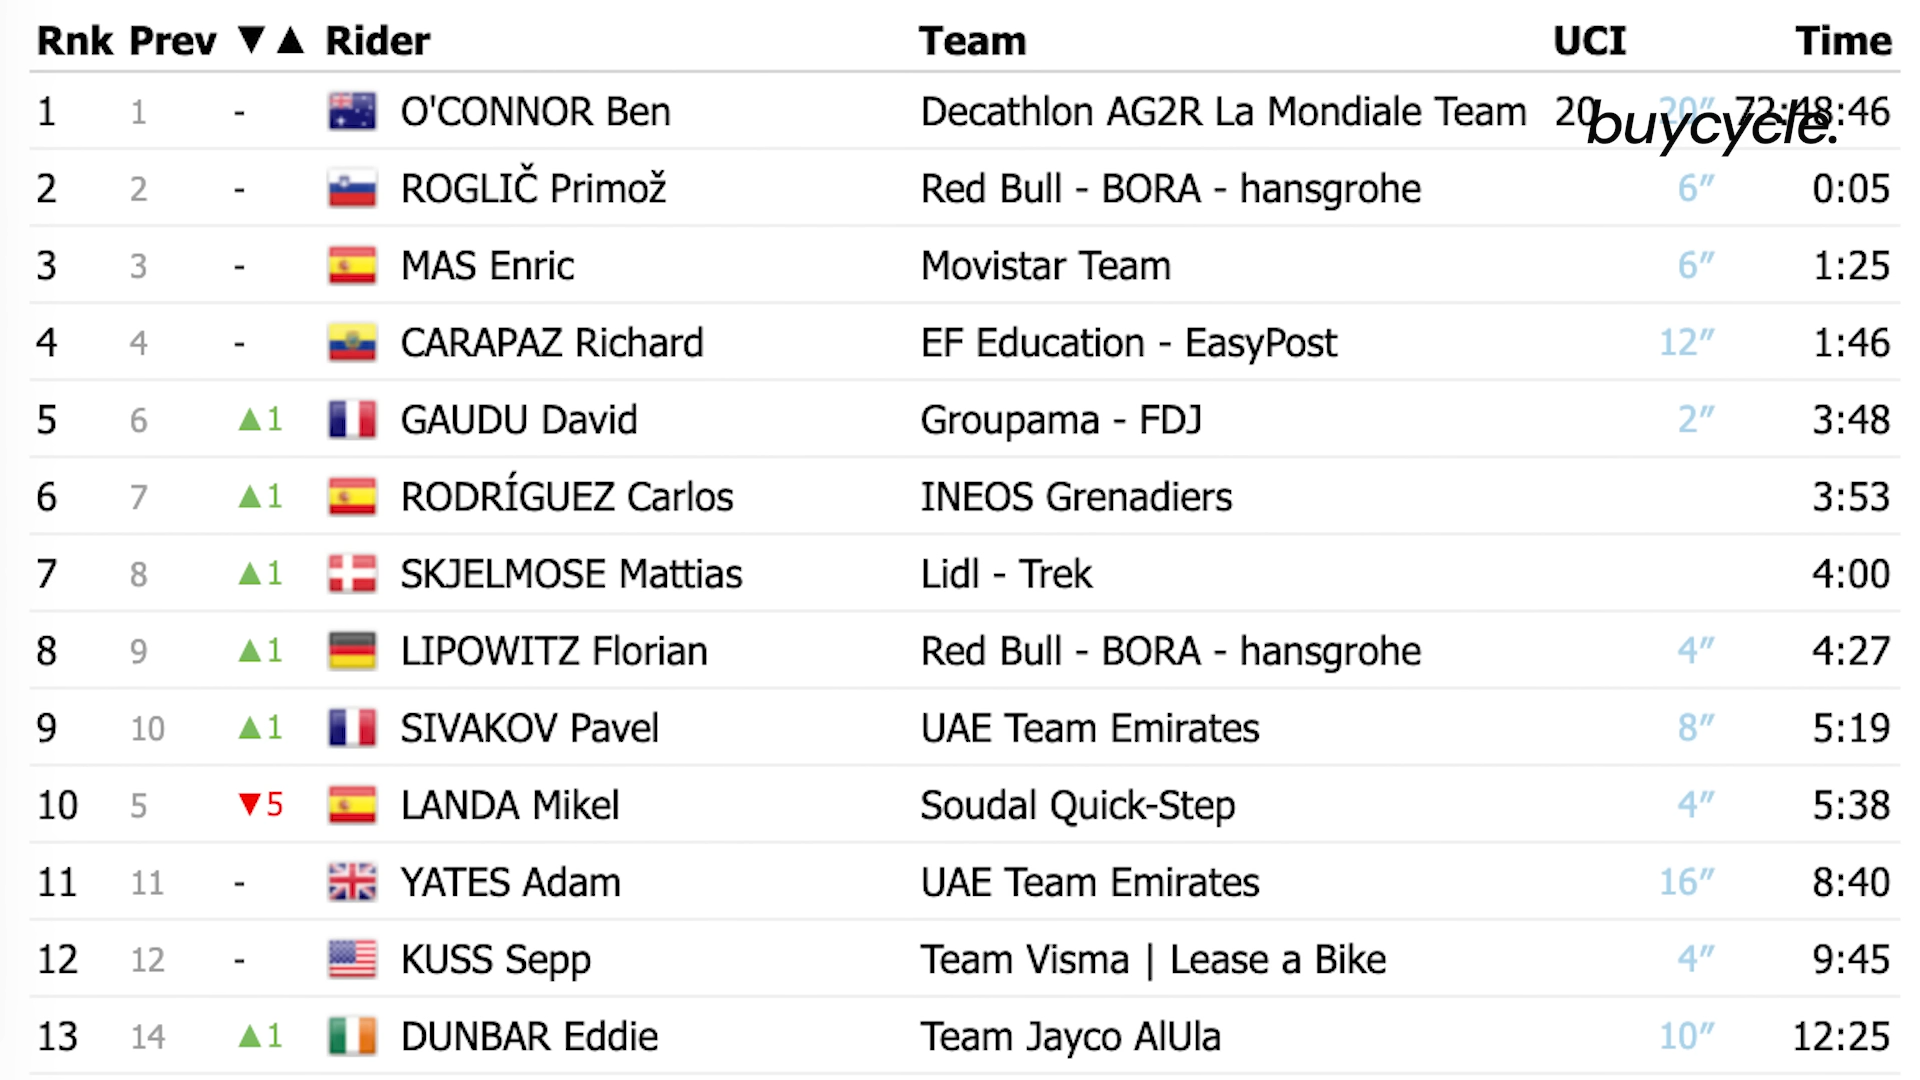 Rnk Prev ▼▲ Rider Team UCI Time
1 1 - O'CONNOR Ben Decathlon AG2R La Mondiale Team 20 20″ 72:48:46
buycycle.
2 2 - ROGLIČ Primož Red Bull - BORA - hansgrohe 6″ 0:05
3 3 - MAS Enric Movistar Team 6″ 1:25
4 4 - CARAPAZ Richard EF Education - EasyPost 12″ 1:46
5 6 ▲1 GAUDU David Groupama - FDJ 2″ 3:48
6 7 ▲1 RODRÍGUEZ Carlos INEOS Grenadiers 3:53
7 8 ▲1 SKJELMOSE Mattias Lidl - Trek 4:00
8 9 ▲1 LIPOWITZ Florian Red Bull - BORA - hansgrohe 4″ 4:27
9 10 ▲1 SIVAKOV Pavel UAE Team Emirates 8″ 5:19
10 5 ▼5 LANDA Mikel Soudal Quick-Step 4″ 5:38
11 11 - YATES Adam UAE Team Emirates 16″ 8:40
12 12 - KUSS Sepp Team Visma | Lease a Bike 4″ 9:45
13 14 ▲1 DUNBAR Eddie Team Jayco AlUla 10″ 12:25